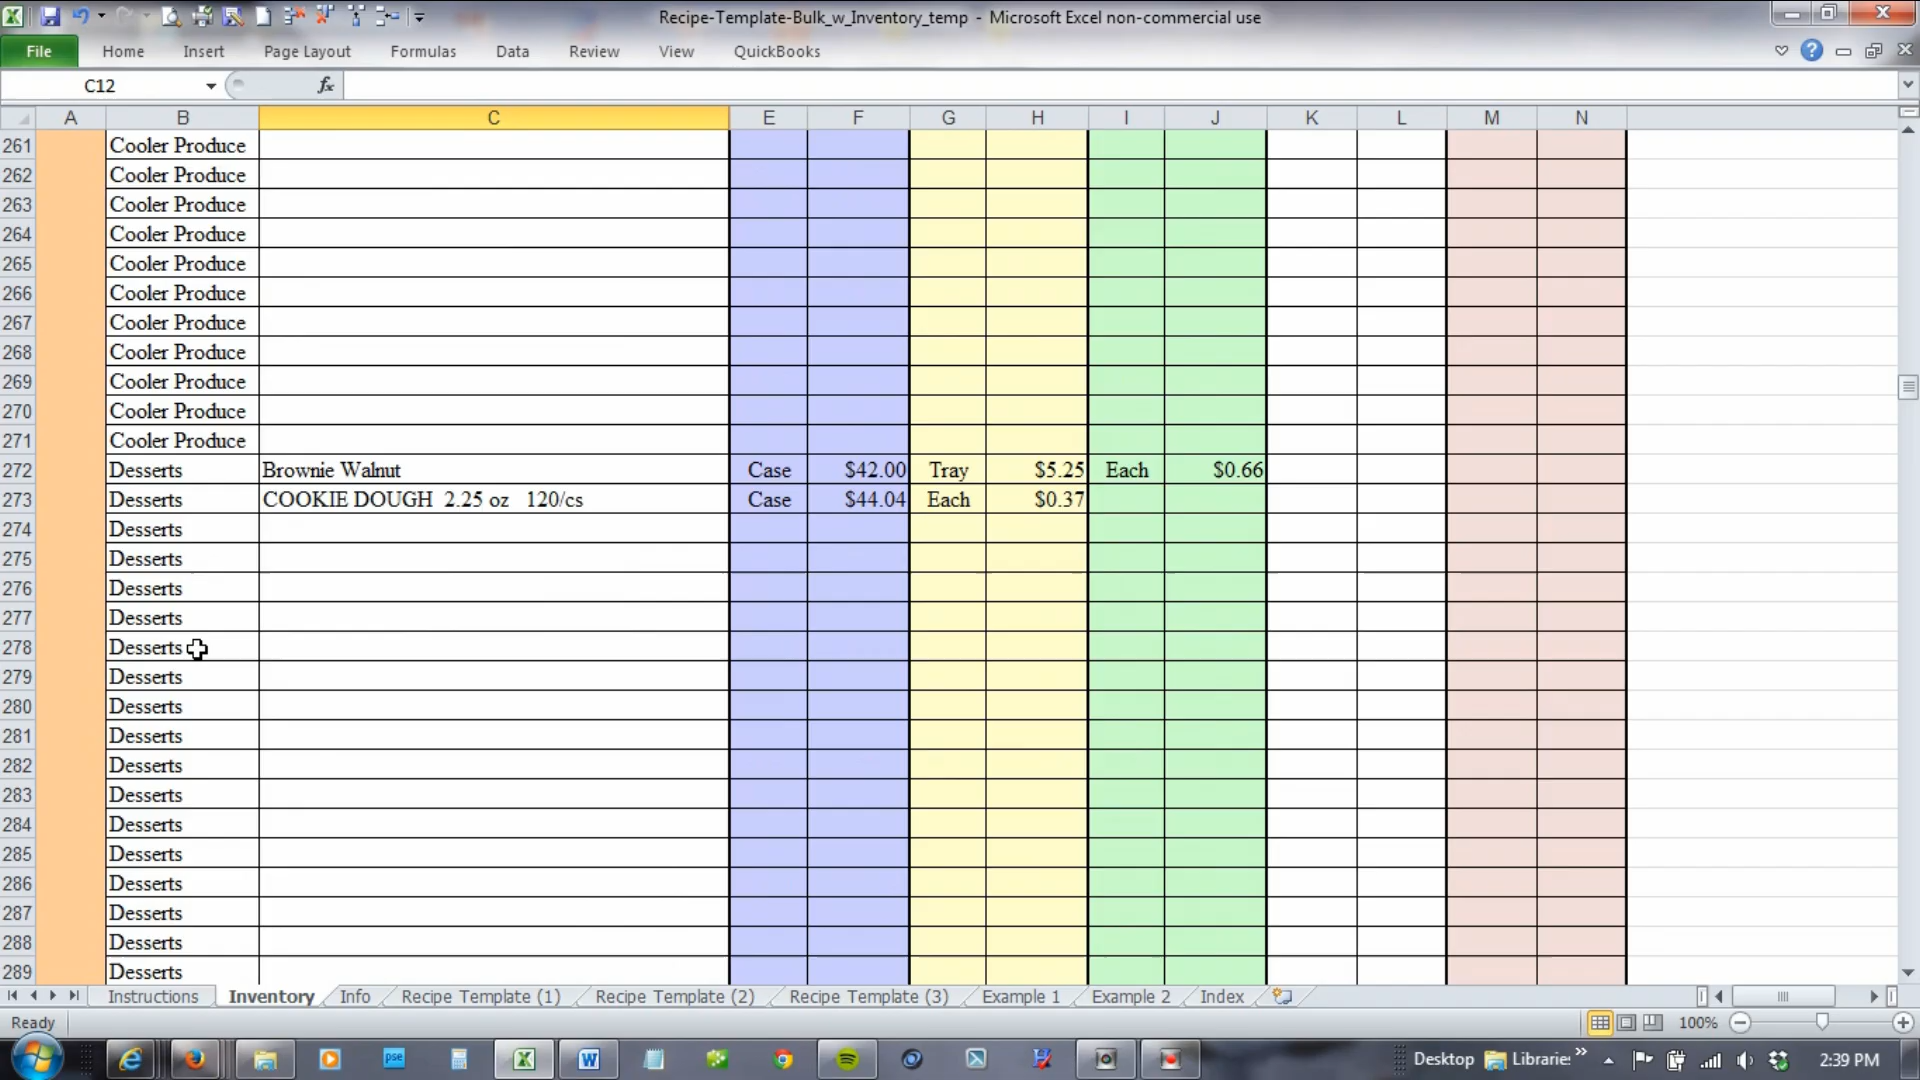 Recipe-Template-Bulk_w_Inventory_temp - Microsoft Excel non-commercial use
File Home Insert Page Layout Formulas Data Review View QuickBooks
C12 fx
A B C E F G H I J K L M N
261 Cooler Produce
262 Cooler Produce
263 Cooler Produce
264 Cooler Produce
265 Cooler Produce
266 Cooler Produce
267 Cooler Produce
268 Cooler Produce
269 Cooler Produce
270 Cooler Produce
271 Cooler Produce
272 Desserts Brownie Walnut Case $42.00 Tray $5.25 Each $0.66
273 Desserts COOKIE DOUGH 2.25 oz 120/cs Case $44.04 Each $0.37
274 Desserts
275 Desserts
276 Desserts
277 Desserts
278 Desserts
279 Desserts
280 Desserts
281 Desserts
282 Desserts
283 Desserts
284 Desserts
285 Desserts
286 Desserts
287 Desserts
288 Desserts
289 Desserts
Instructions Inventory Info Recipe Template (1) Recipe Template (2) Recipe Template (3) Example 1 Example 2 Index
Ready 100%
pse W Desktop Libraries » 2:39 PM